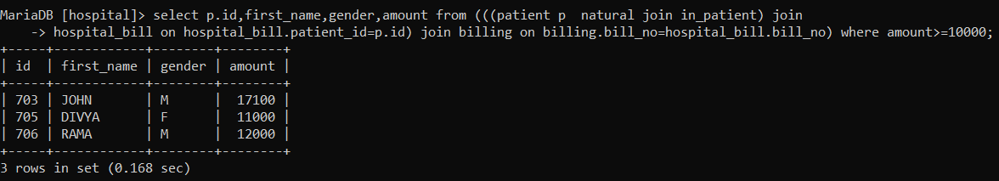 MariaDB [hospital]> select p.id,first_name,gender,amount from (((patient p  natural join in_patient) join
    -> hospital_bill on hospital_bill.patient_id=p.id) join billing on billing.bill_no=hospital_bill.bill_no) where amount>=10000;
+-----+------------+--------+--------+
| id  | first_name | gender | amount |
+-----+------------+--------+--------+
| 703 | JOHN       | M      |  17100 |
| 705 | DIVYA      | F      |  11000 |
| 706 | RAMA       | M      |  12000 |
+-----+------------+--------+--------+
3 rows in set (0.168 sec)